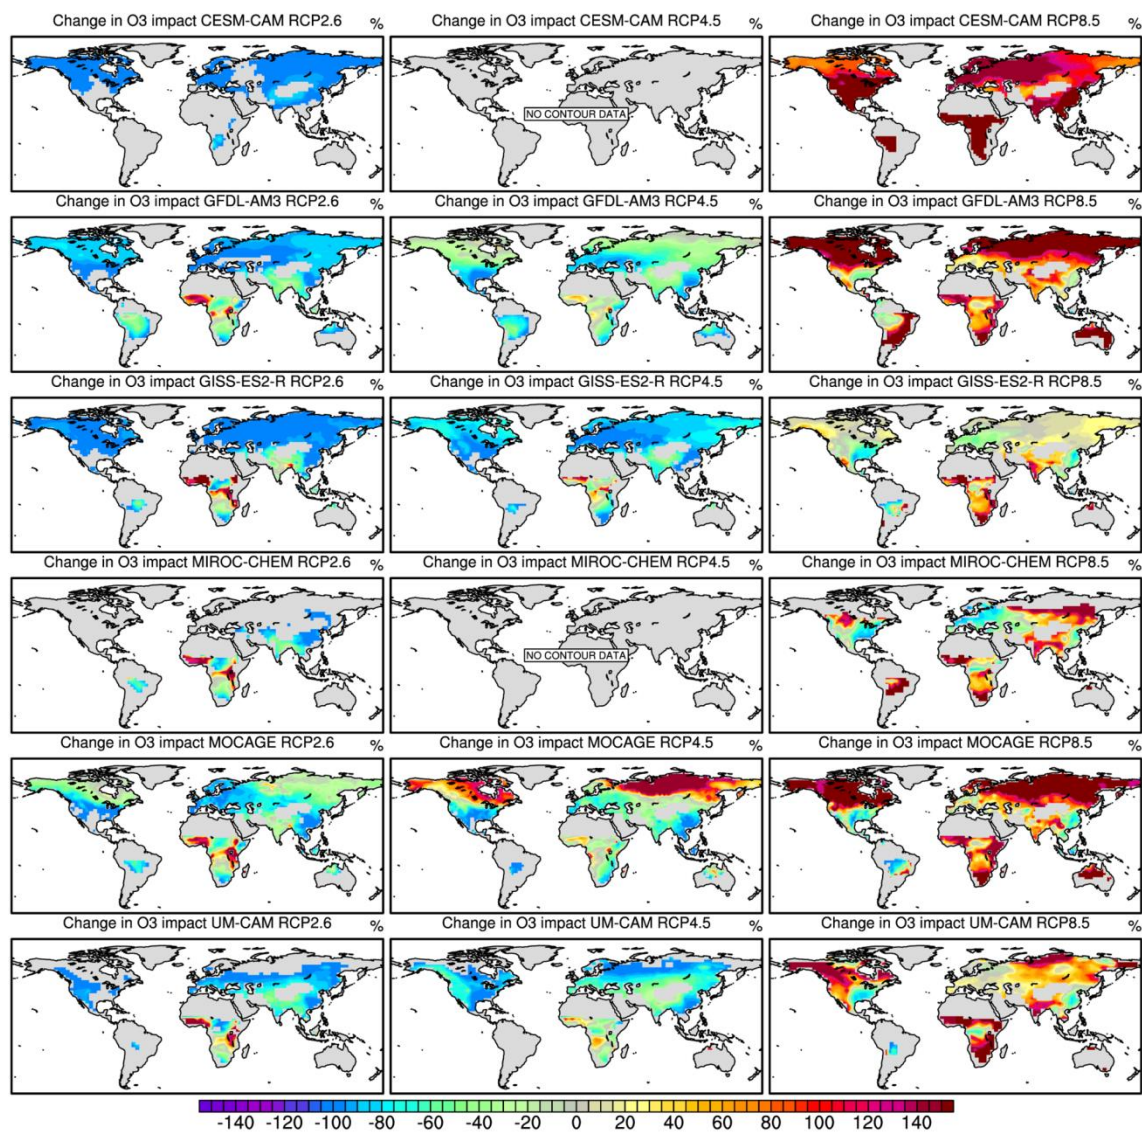 Change in O3 impact CESM-CAM RCP2.6 %
Change in O3 impact CESM-CAM RCP4.5 %
Change in O3 impact CESM-CAM RCP8.5 %
NO CONTOUR DATA
Change in O3 impact GFDL-AM3 RCP2.6 %
Change in O3 impact GFDL-AM3 RCP4.5 %
Change in O3 impact GFDL-AM3 RCP8.5 %
Change in O3 impact GISS-ES2-R RCP2.6 %
Change in O3 impact GISS-ES2-R RCP4.5 %
Change in O3 impact GISS-ES2-R RCP8.5 %
Change in O3 impact MIROC-CHEM RCP2.6 %
Change in O3 impact MIROC-CHEM RCP4.5 %
Change in O3 impact MIROC-CHEM RCP8.5 %
NO CONTOUR DATA
Change in O3 impact MOCAGE RCP2.6 %
Change in O3 impact MOCAGE RCP4.5 %
Change in O3 impact MOCAGE RCP8.5 %
Change in O3 impact UM-CAM RCP2.6 %
Change in O3 impact UM-CAM RCP4.5 %
Change in O3 impact UM-CAM RCP8.5 %
-140 -120 -100 -80 -60 -40 -20 0 20 40 60 80 100 120 140